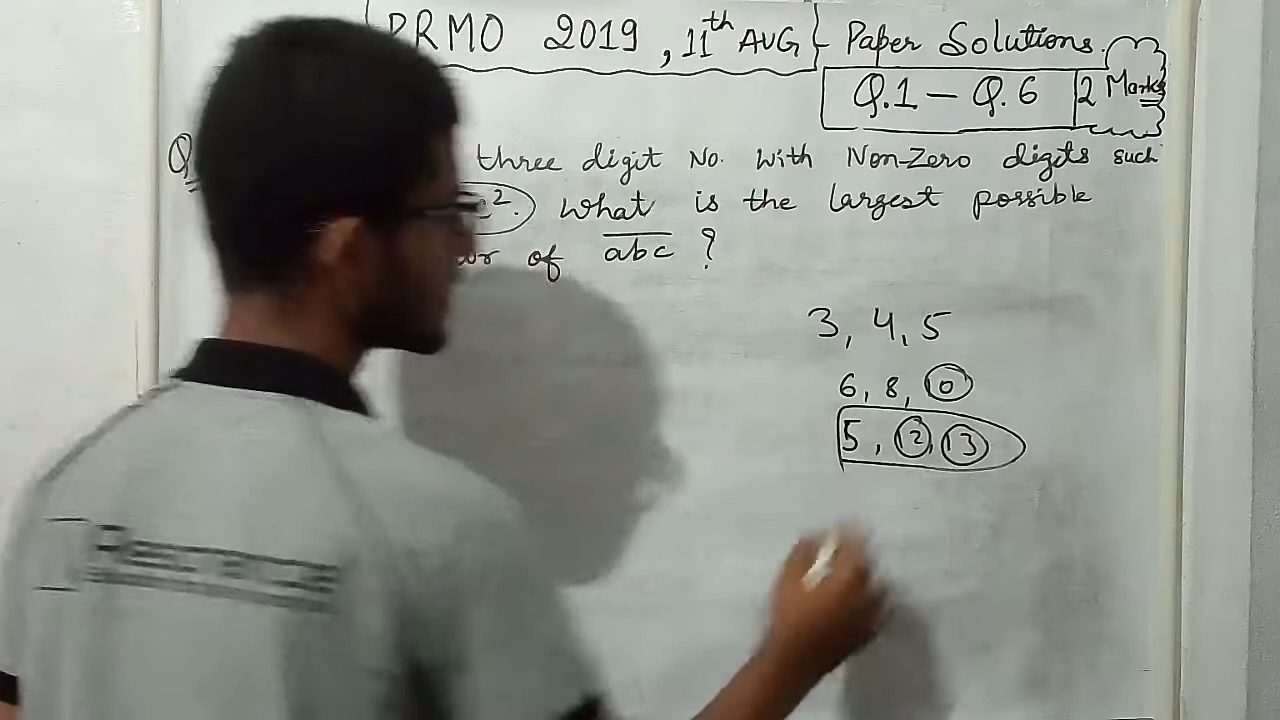 PRMO 2019, 11th AUG Paper Solutions.
Q.1 – Q.6 2 Marks
Q three digit No. with Non-Zero digits such
c². What is the largest possible
of abc ?
3, 4, 5
6, 8, 10
5, 12, 13